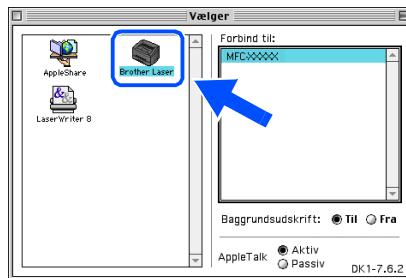 Vælger
AppleShare
Brother Laser
LaserWriter 8
Forbind til:
MFC-XXXXX
Baggrundsudskrift: Til Fra
AppleTalk Aktiv
Passiv
DK1-7.6.2